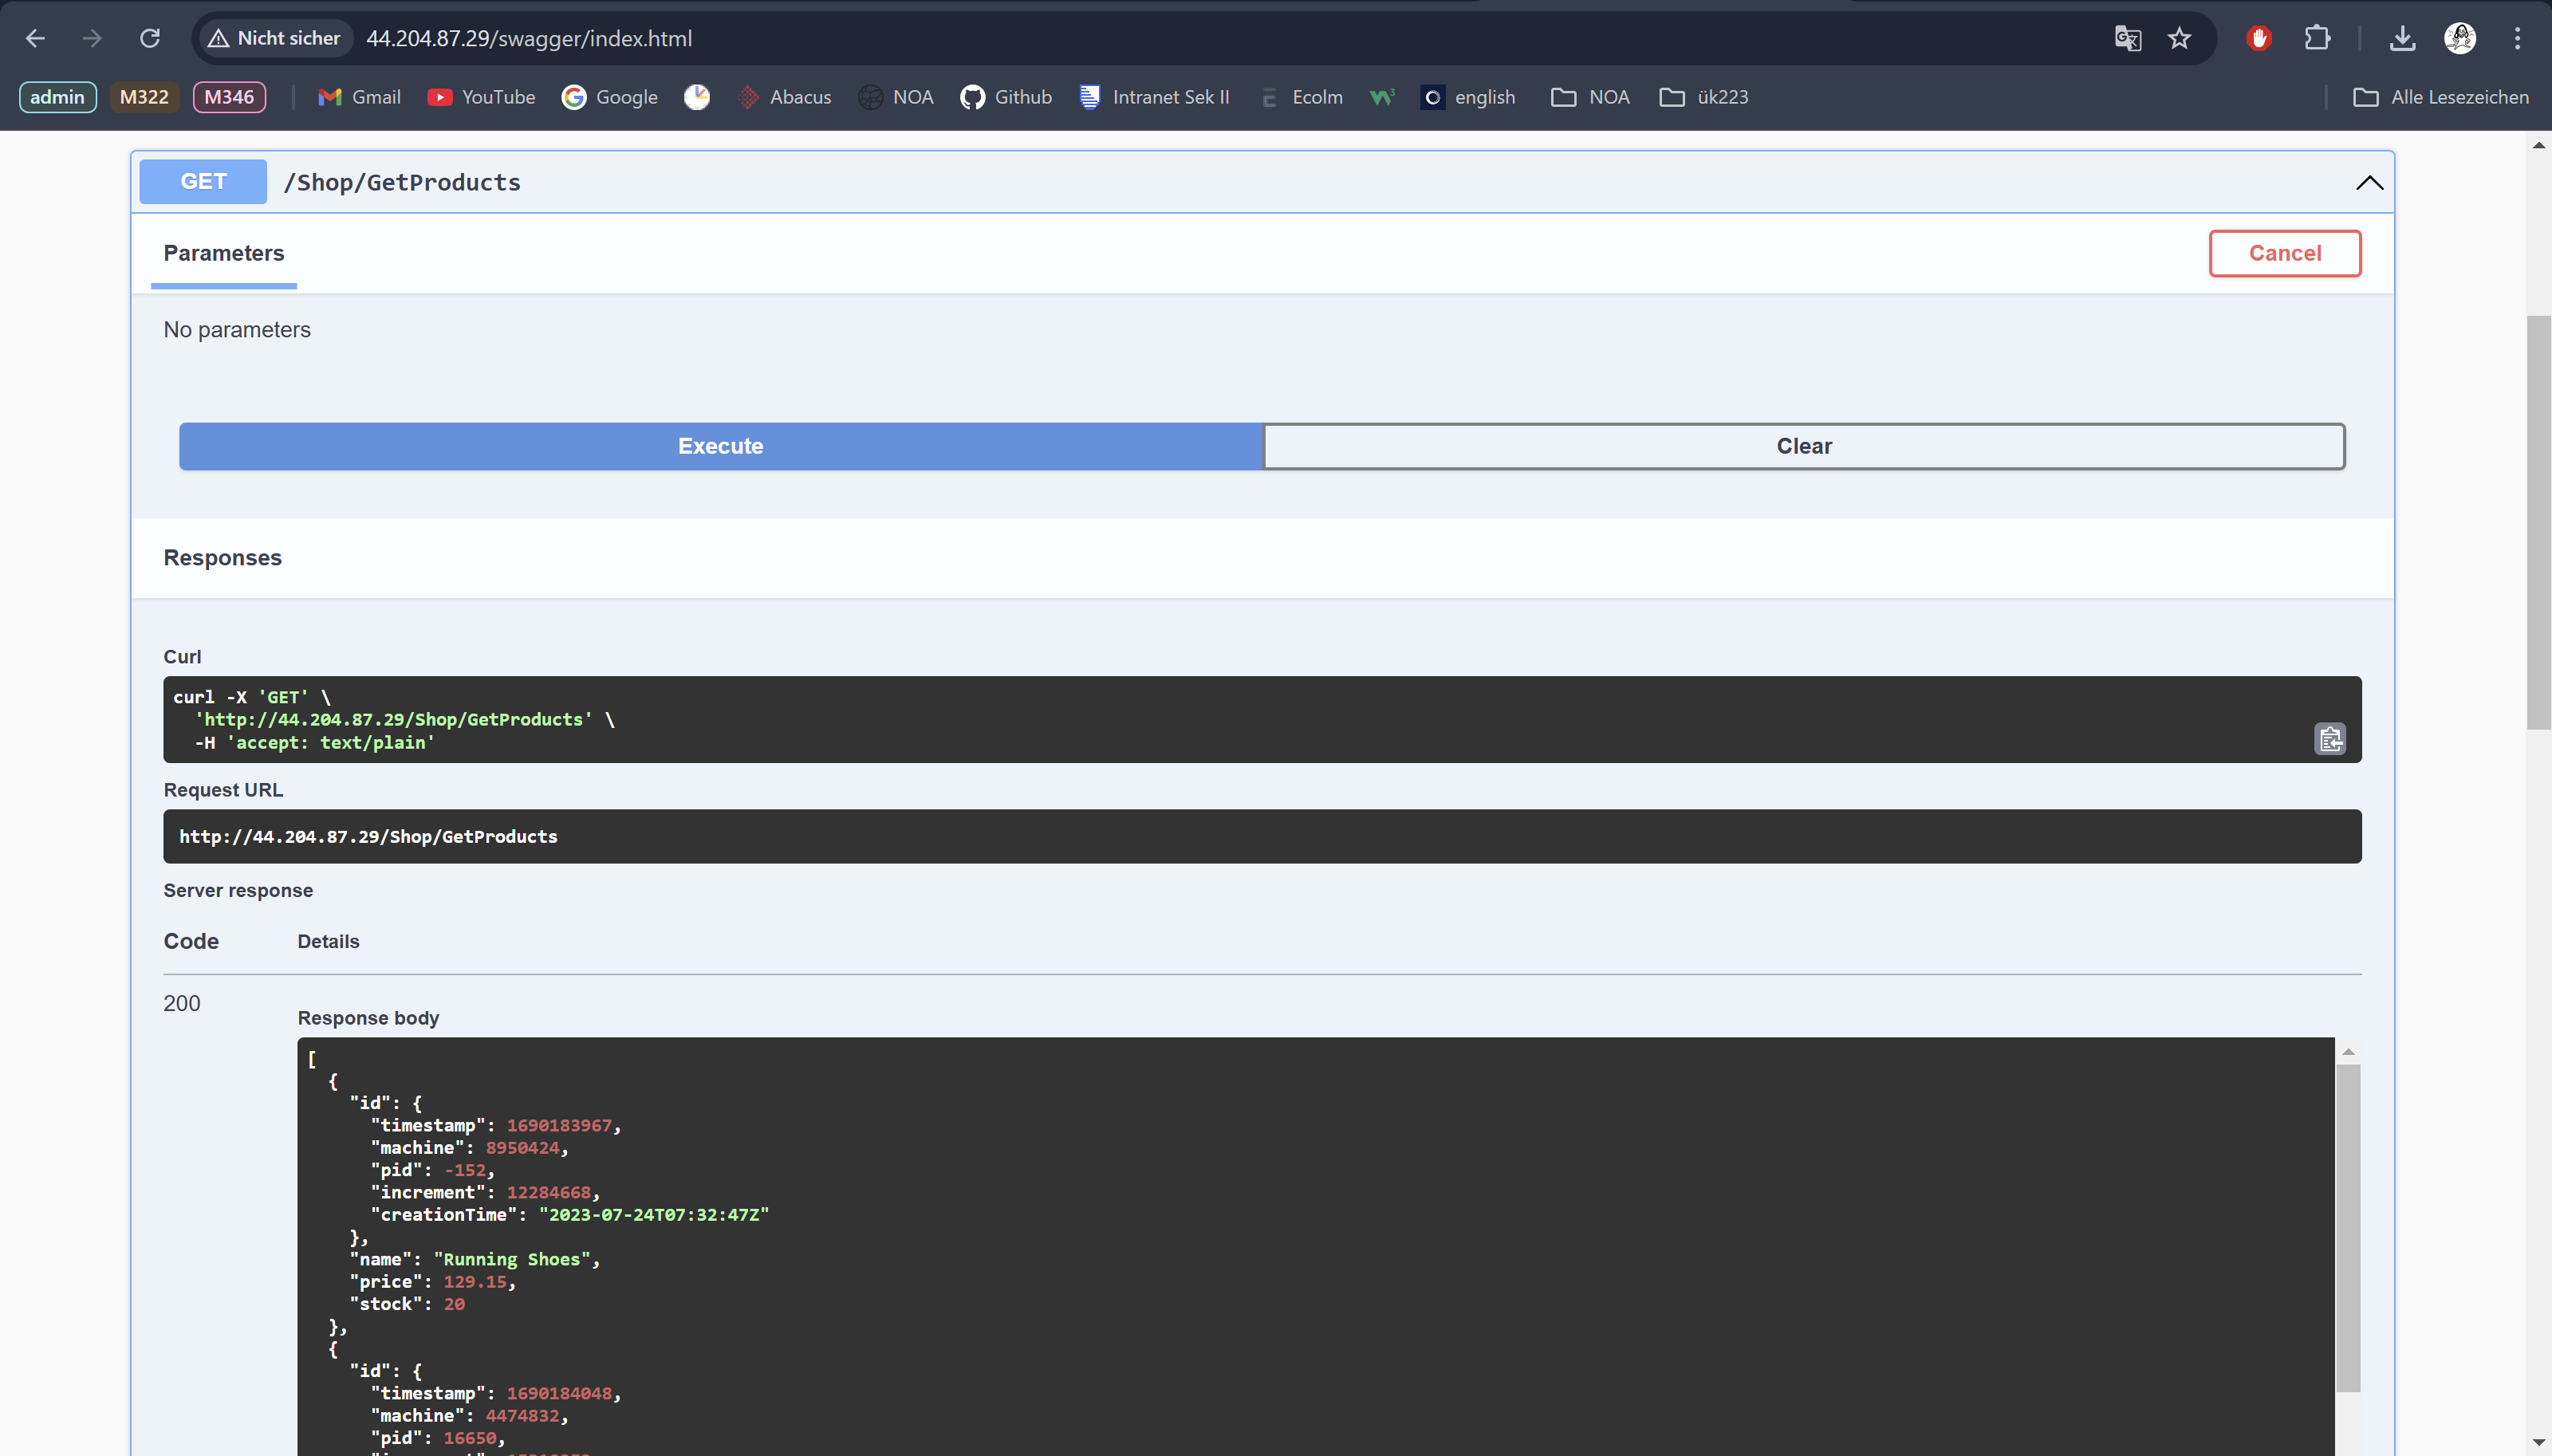 Nicht sicher 44.204.87.29/swagger/index.html
admin M322 M346 Gmail YouTube Google Abacus NOA Github Intranet Sek II Ecolm english NOA ük223 Alle Lesezeichen
GET /Shop/GetProducts
Parameters Cancel
No parameters
Execute Clear
Responses
Curl
curl -X 'GET' \
'http://44.204.87.29/Shop/GetProducts' \
-H 'accept: text/plain'
Request URL
http://44.204.87.29/Shop/GetProducts
Server response
Code Details
200
Response body
[
{
"id": {
"timestamp": 1690183967,
"machine": 8950424,
"pid": -152,
"increment": 12284668,
"creationTime": "2023-07-24T07:32:47Z"
},
"name": "Running Shoes",
"price": 129.15,
"stock": 20
},
{
"id": {
"timestamp": 1690184048,
"machine": 4474832,
"pid": 16650,